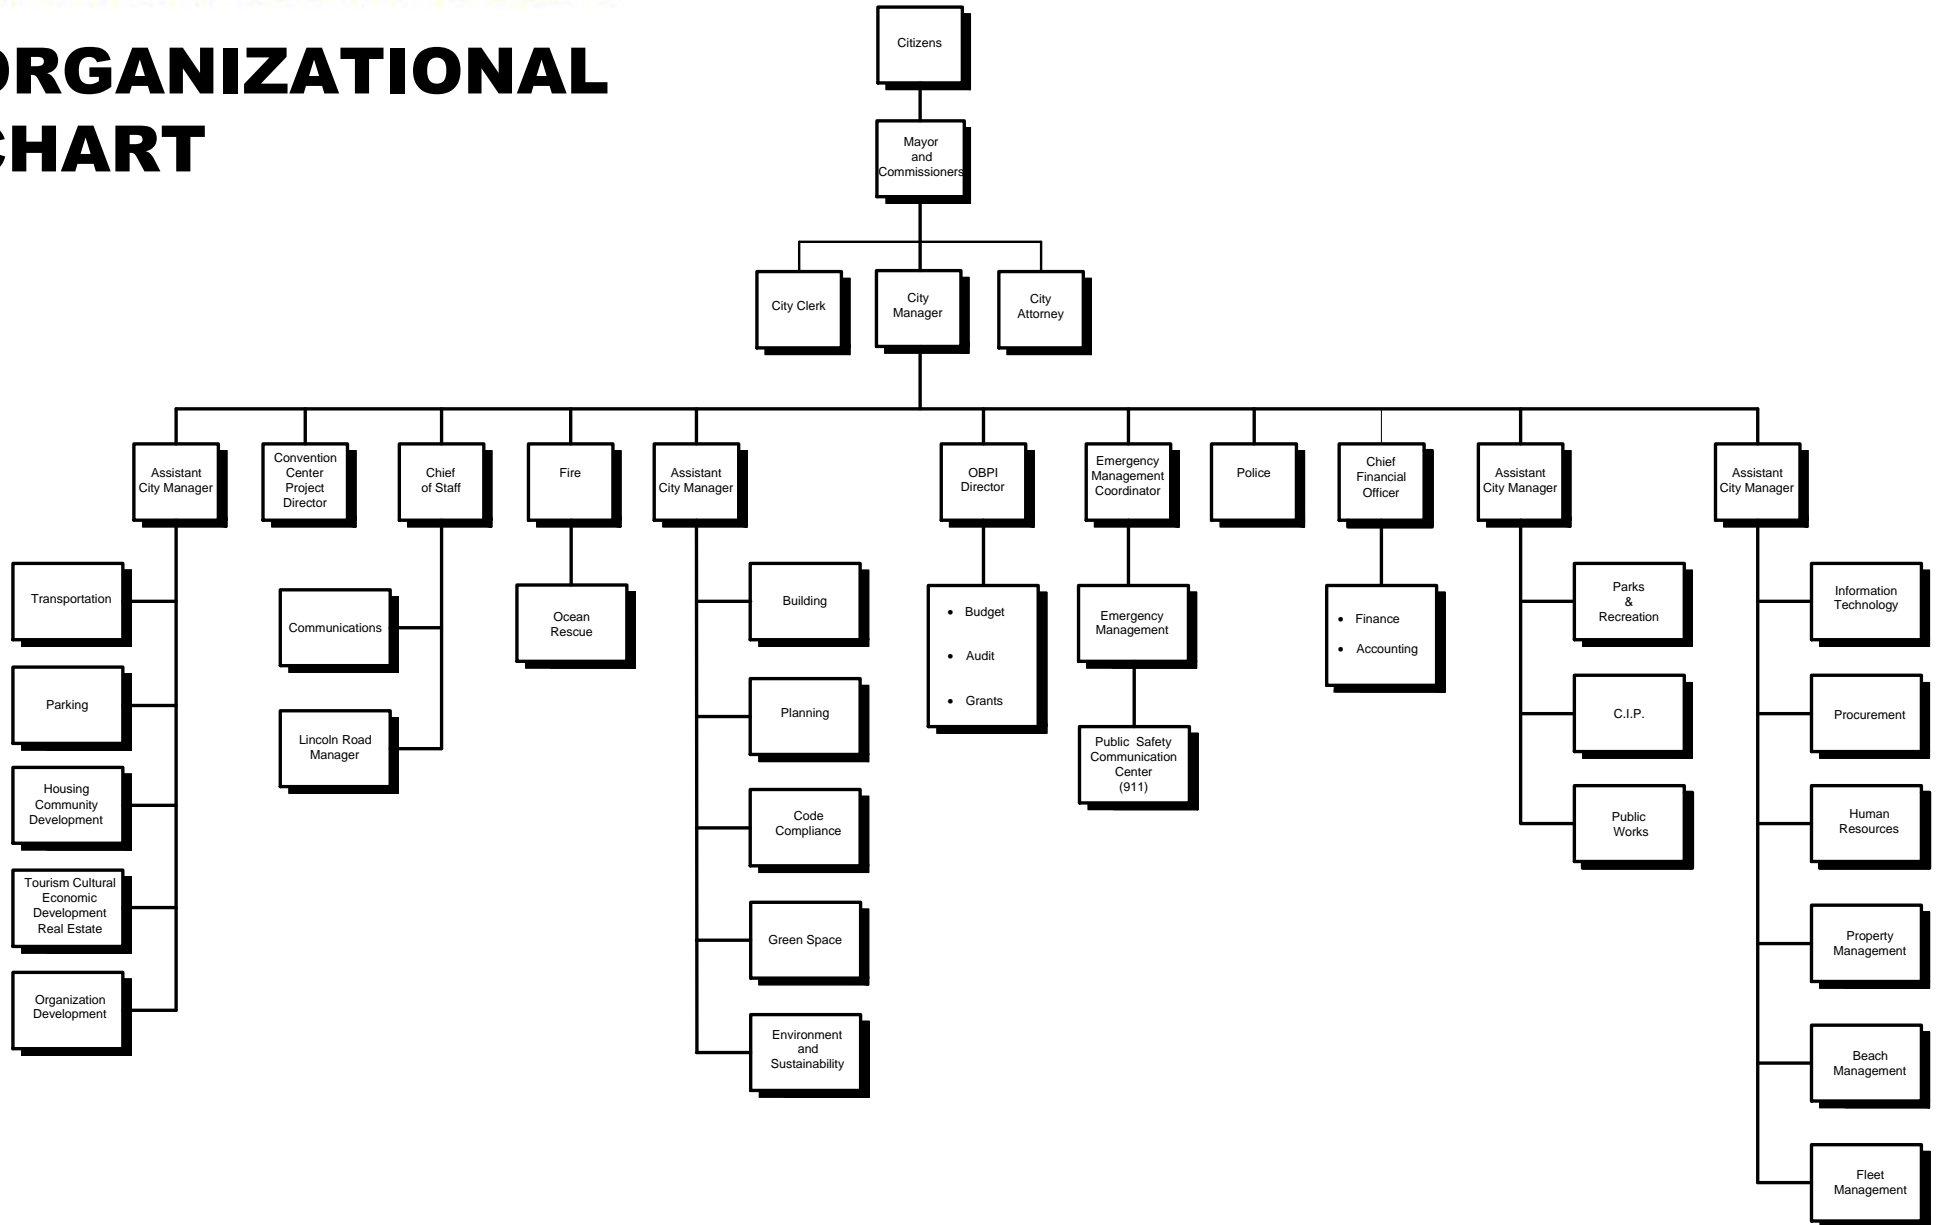 ORGANIZATIONAL
CHART
Citizens
Mayor
and
Commissioners
City Clerk
City
Manager
City
Attorney
Assistant
City Manager
Convention
Center
Project
Director
Chief
of Staff
Fire
Assistant
City Manager
OBPI
Director
Emergency
Management
Coordinator
Police
Chief
Financial
Officer
Assistant
City Manager
Assistant
City Manager
Transportation
Parking
Housing
Community
Development
Tourism Cultural
Economic
Development
Real Estate
Organization
Development
Communications
Lincoln Road
Manager
Ocean
Rescue
Building
Planning
Code
Compliance
Green Space
Environment
and
Sustainability
• Budget
• Audit
• Grants
Emergency
Management
Public Safety
Communication
Center
(911)
• Finance
• Accounting
Parks
&
Recreation
C.I.P.
Public
Works
Information
Technology
Procurement
Human
Resources
Property
Management
Beach
Management
Fleet
Management